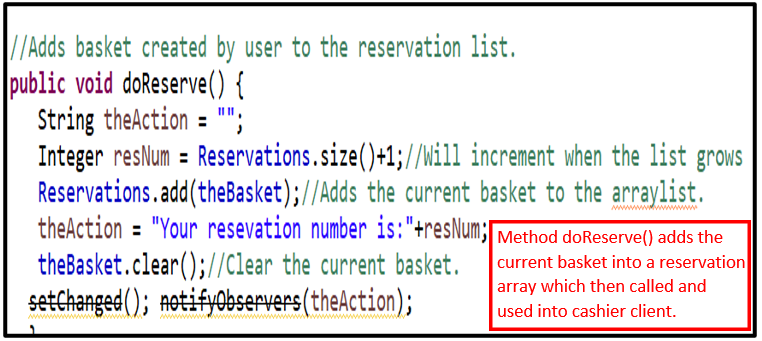 //Adds basket created by user to the reservation list.
public void doReserve() {
String theAction = "";
Integer resNum = Reservations.size()+1;//Will increment when the list grows
Reservations.add(theBasket);//Adds the current basket to the arraylist.
theAction = "Your resevation number is:"+resNum;
theBasket.clear();//Clear the current basket.
setChanged(); notifyObservers(theAction);
}
Method doReserve() adds the
current basket into a reservation
array which then called and
used into cashier client.